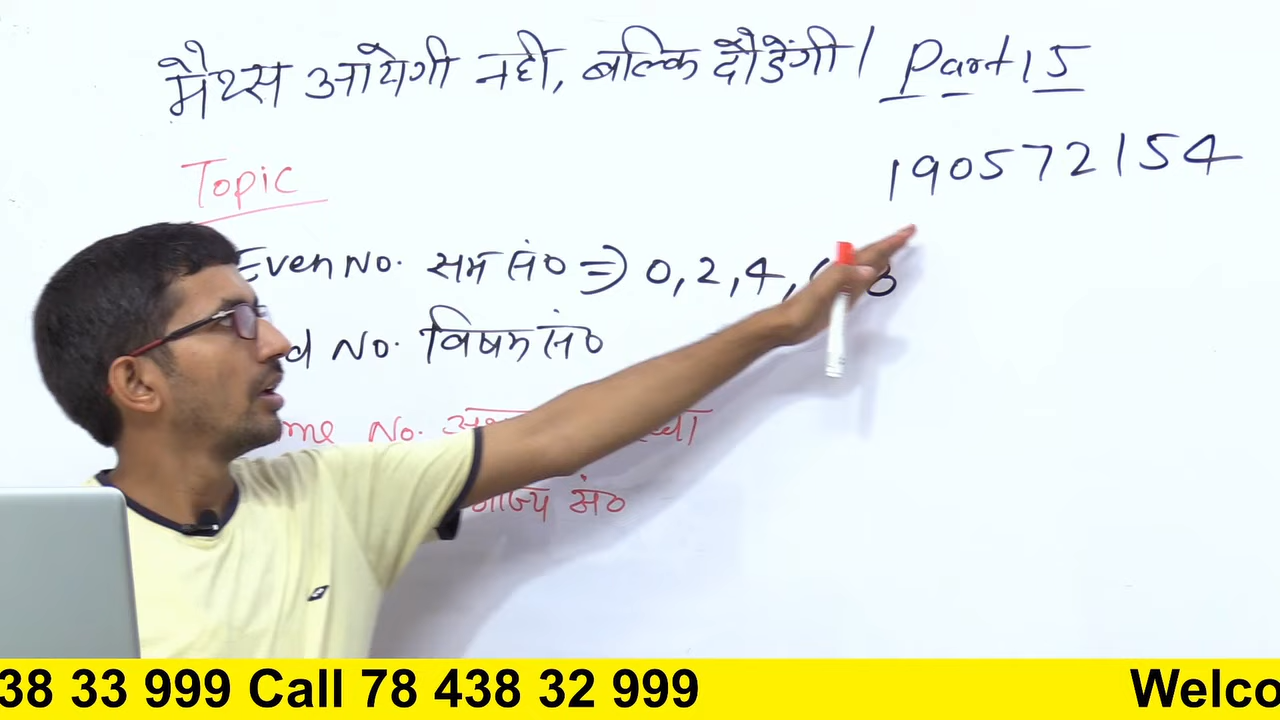 मैथ्स आयेगी नही, बल्कि दौडेंगी। Part 15
190572154
Topic
Even No. सम सं० => 0, 2, 4,
No. विषम सं०
No.
सं०
38 33 999 Call 78 438 32 999